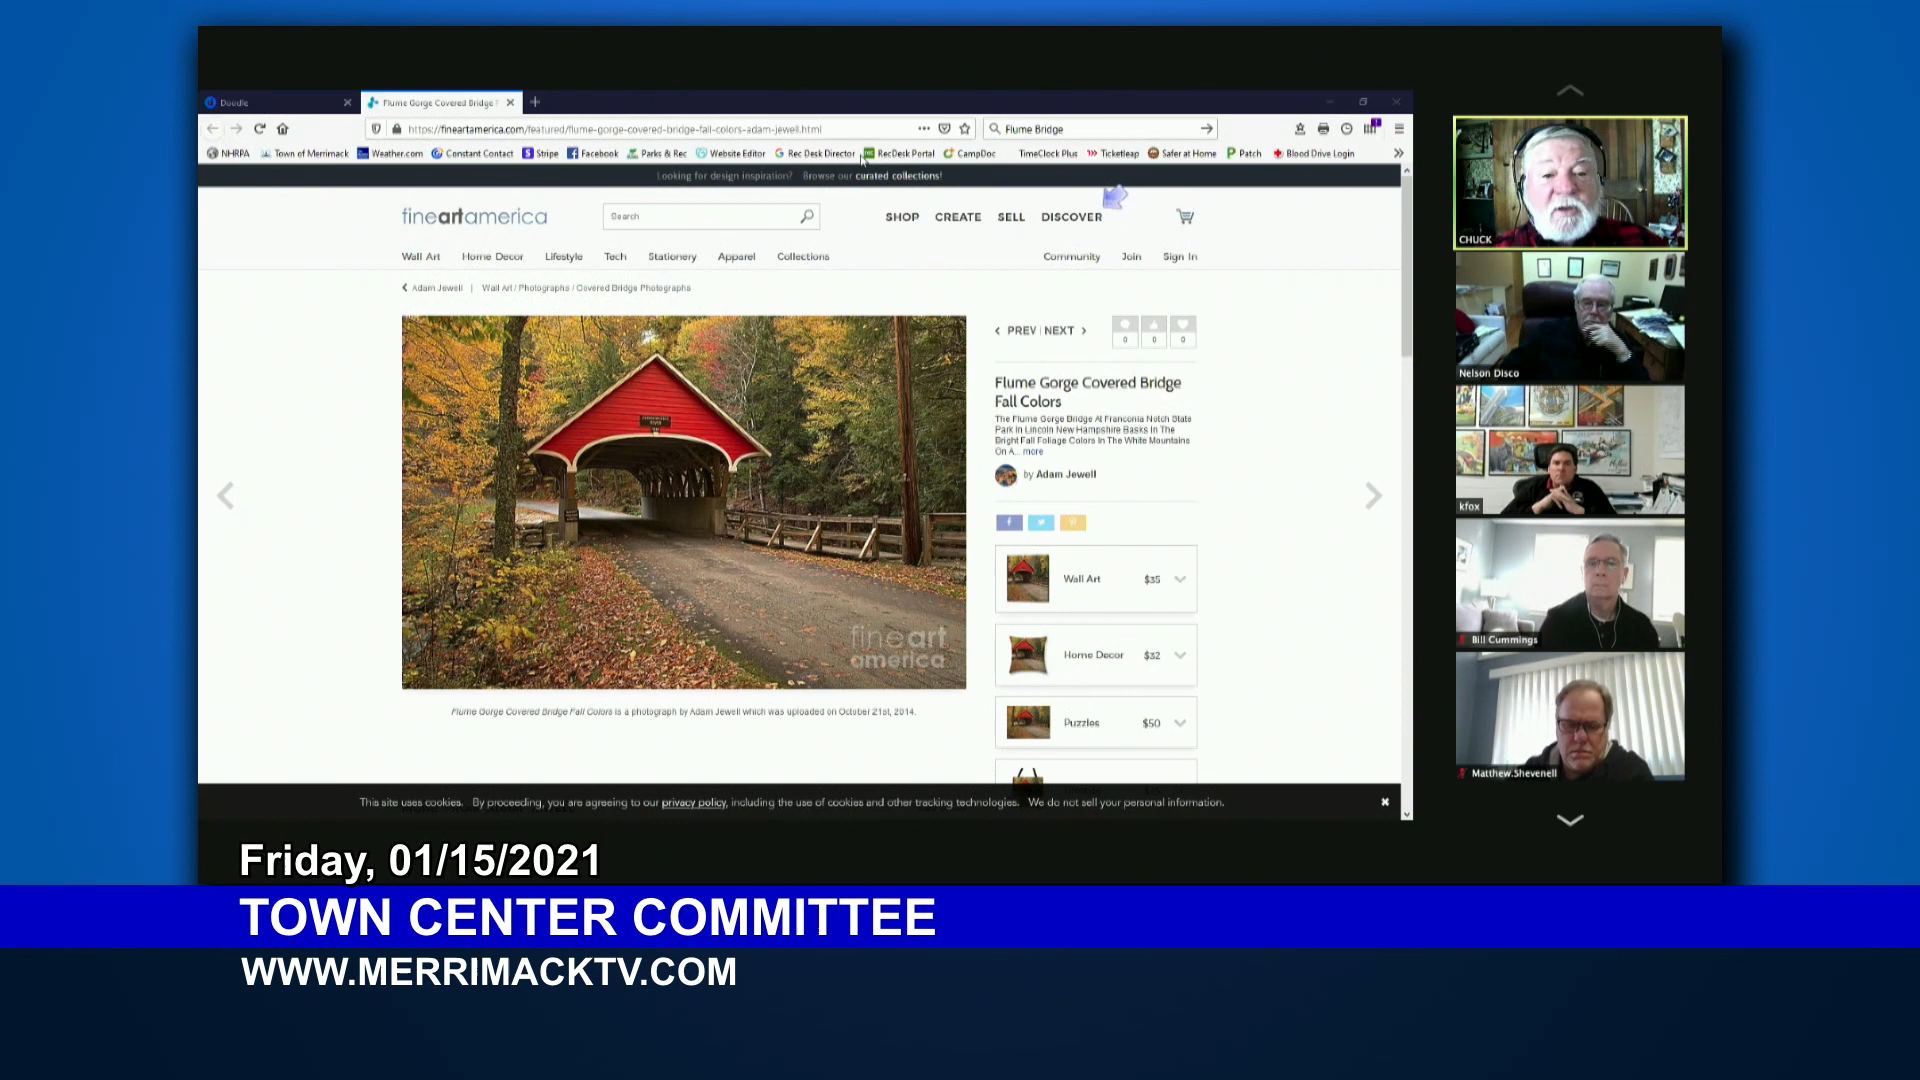 Doodle
Flume Gorge Covered Bridge F
https://fineartamerica.com/featured/flume-gorge-covered-bridge-fall-colors-adam-jewell.html
Flume Bridge
NHRPA Town of Merrimack Weather.com Constant Contact Stripe Facebook Parks & Rec Website Editor Rec Desk Director RecDesk Portal CampDoc TimeClock Plus Ticketleap Safer at Home Patch Blood Drive Login
Looking for design inspiration? Browse our curated collections!
fineartamerica
Search
SHOP CREATE SELL DISCOVER
Wall Art Home Decor Lifestyle Tech Stationery Apparel Collections
Community Join Sign In
Adam Jewell | Wall Art / Photographs / Covered Bridge Photographs
PREV | NEXT
0 0 0
Flume Gorge Covered Bridge
Fall Colors
The Flume Gorge Bridge At Franconia Notch State
Park In Lincoln New Hampshire Basks In The
Bright Fall Foliage Colors In The White Mountains
On A... more
by Adam Jewell
Wall Art $35
Home Decor $32
Puzzles $50
fineart
america
Flume Gorge Covered Bridge Fall Colors is a photograph by Adam Jewell which was uploaded on October 21st, 2014.
This site uses cookies. By proceeding, you are agreeing to our privacy policy, including the use of cookies and other tracking technologies. We do not sell your personal information.
CHUCK
Nelson Disco
kfox
Bill Cummings
Matthew.Shevenell
Friday, 01/15/2021
TOWN CENTER COMMITTEE
WWW.MERRIMACKTV.COM